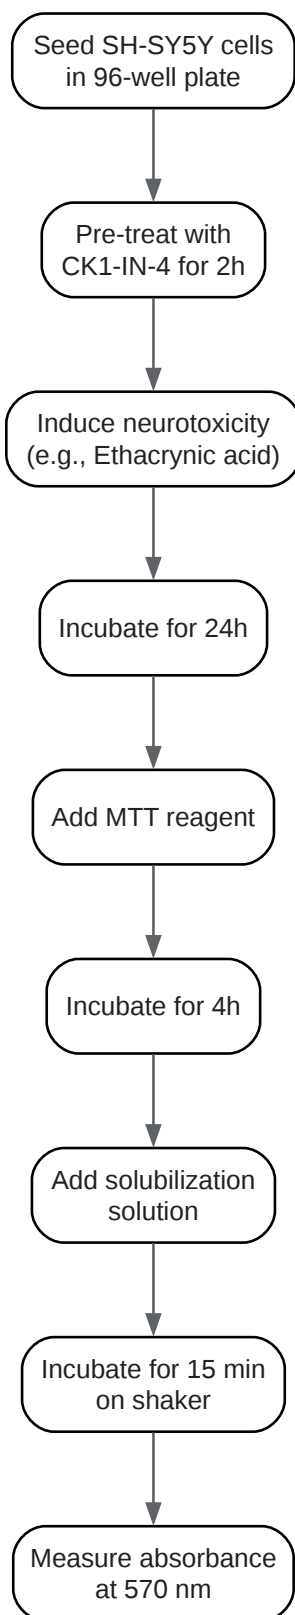 Seed SH-SY5Y cells
in 96-well plate
Pre-treat with
CK1-IN-4 for 2h
Induce neurotoxicity
(e.g., Ethacrynic acid)
Incubate for 24h
Add MTT reagent
Incubate for 4h
Add solubilization
solution
Incubate for 15 min
on shaker
Measure absorbance
at 570 nm